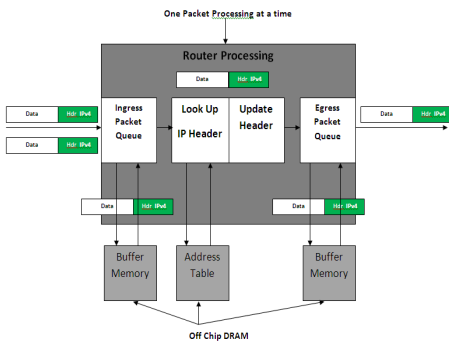 One Packet Processing at a time
Router Processing
Data Hdr IPv4
Ingress
Packet
Queue
Look Up
IP Header
Update
Header
Egress
Packet
Queue
Data Hdr IPv4
Data Hdr IPv4
Data Hdr IPv4
Data Hdr IPv6
Data Hdr IPv4
Buffer
Memory
Address
Table
Buffer
Memory
Off Chip DRAM